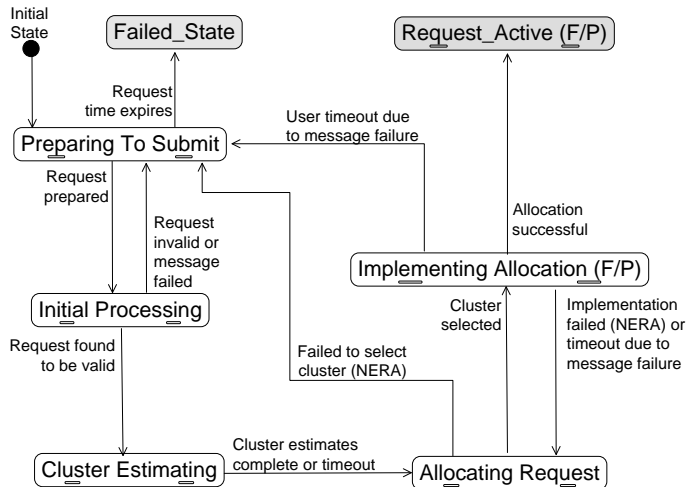 Initial
State
Failed_State
Request_Active (F/P)
Request
time expires
User timeout due
to message failure
Preparing To Submit
Request
prepared
Request
invalid or
message
failed
Allocation
successful
Implementing Allocation (F/P)
Initial Processing
Cluster
selected
Implementation
failed (NERA) or
timeout due to
message failure
Request found
to be valid
Failed to select
cluster (NERA)
Cluster estimates
complete or timeout
Cluster Estimating
Allocating Request